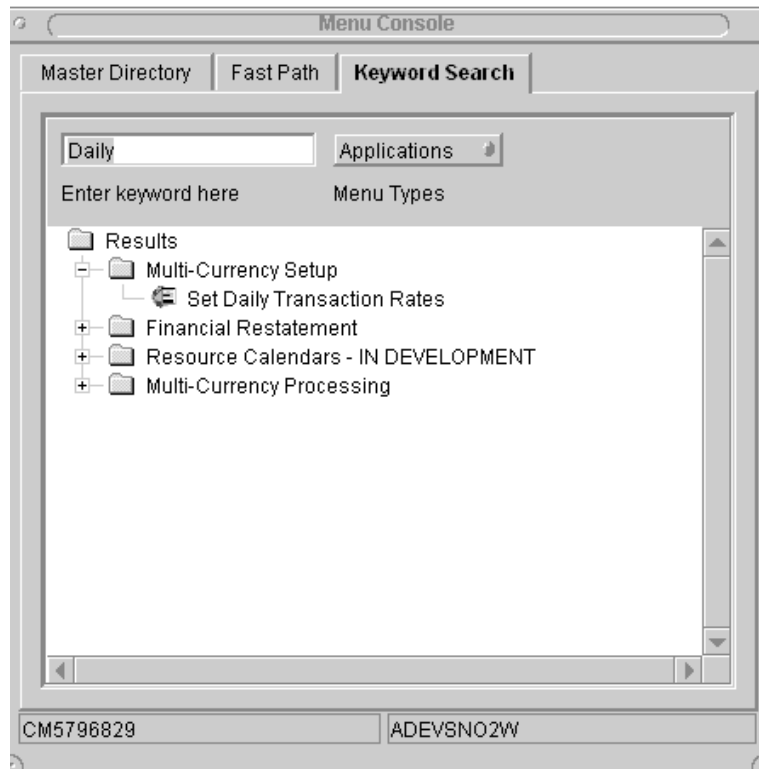 Menu Console
Master Directory Fast Path Keyword Search
Daily Applications
Enter keyword here Menu Types
Results
Multi-Currency Setup
Set Daily Transaction Rates
Financial Restatement
Resource Calendars - IN DEVELOPMENT
Multi-Currency Processing
CM5796829 ADEVSNO2W